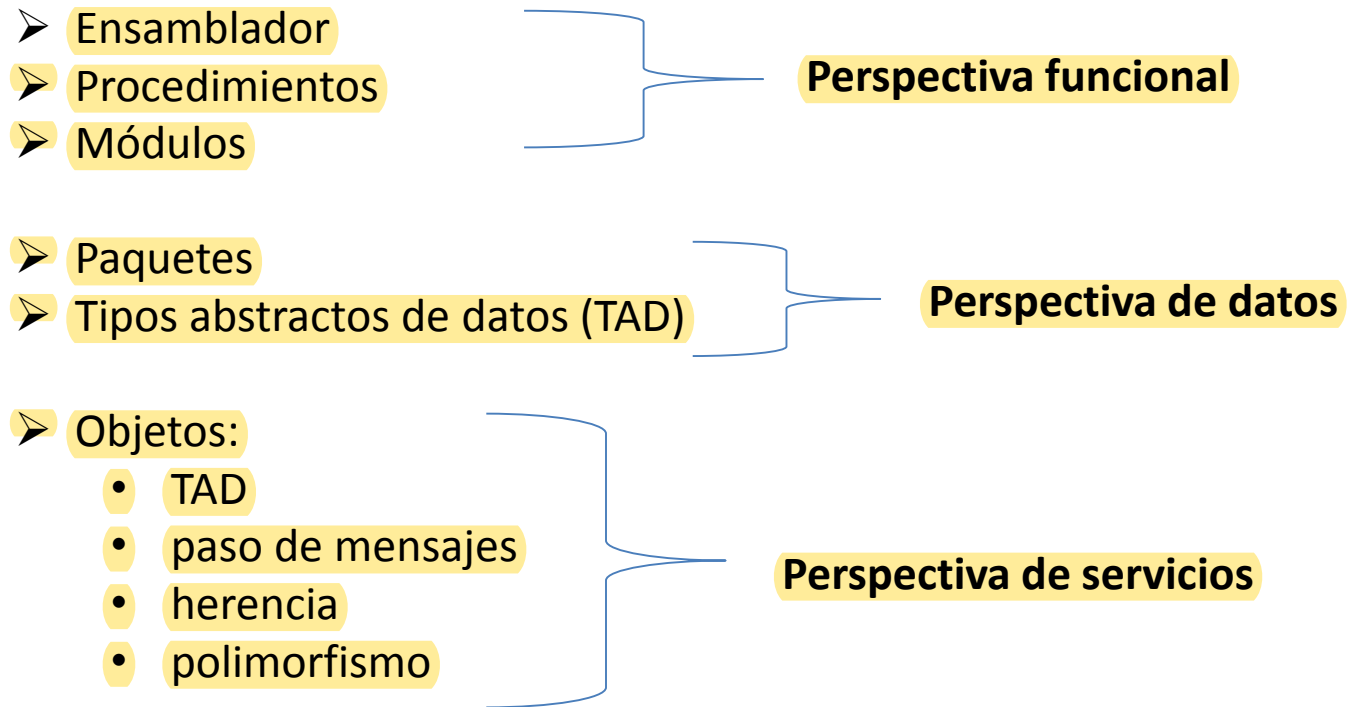 ➢ Ensamblador
➢ Procedimientos
➢ Módulos
Perspectiva funcional
➢ Paquetes
➢ Tipos abstractos de datos (TAD)
Perspectiva de datos
➢ Objetos:
• TAD
• paso de mensajes
• herencia
• polimorfismo
Perspectiva de servicios